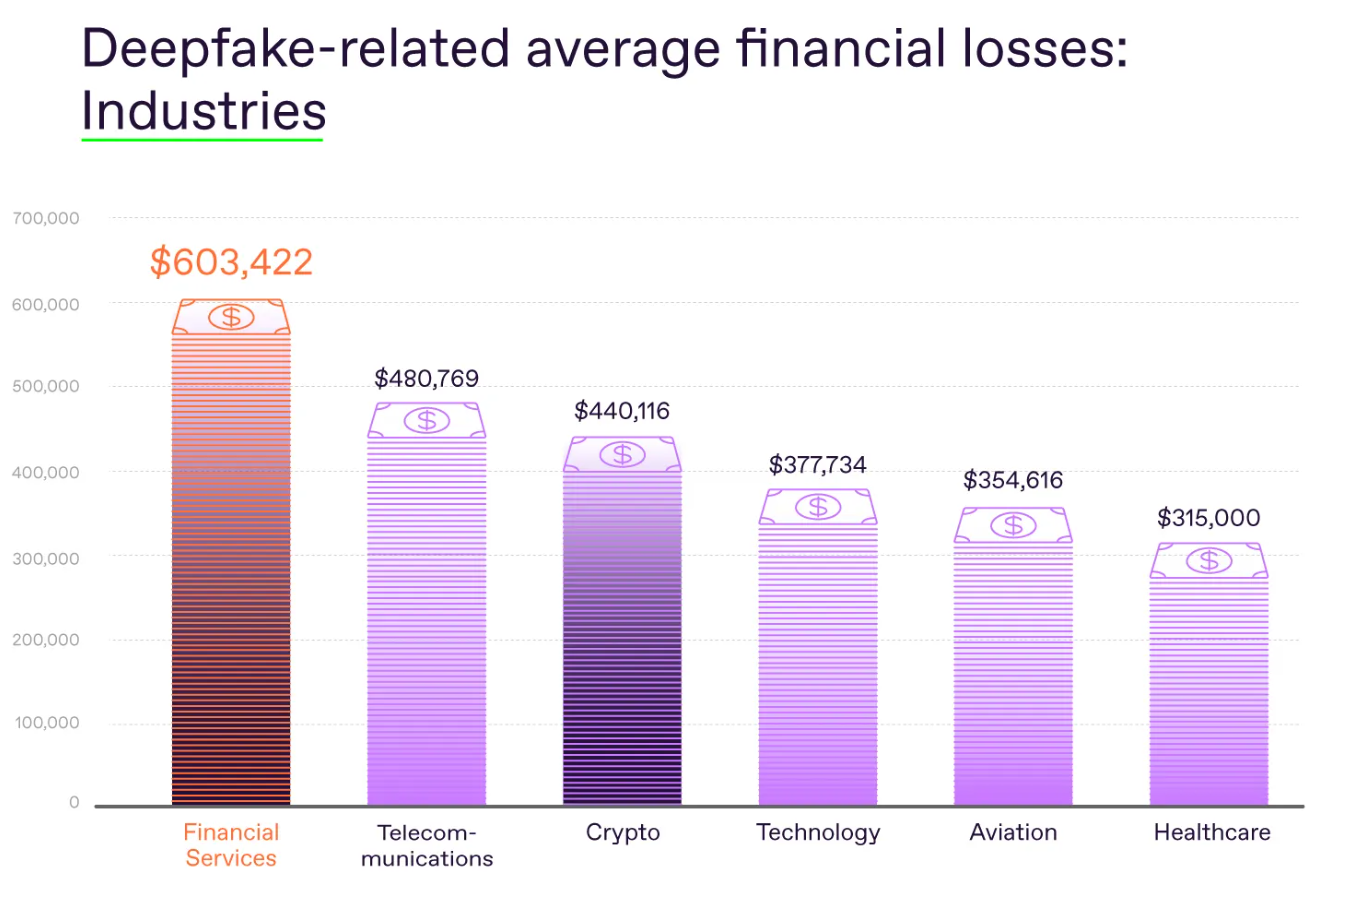 Deepfake-related average financial losses:
Industries
700,000
$603,422
600,000
$480,769
500,000
$440,116
$377,734
400,000
$354,616
$315,000
300,000
200,000
100,000
0
$
$
$
$
$
$
Financial
Services
Telecom-
munications
Crypto
Technology
Aviation
Healthcare